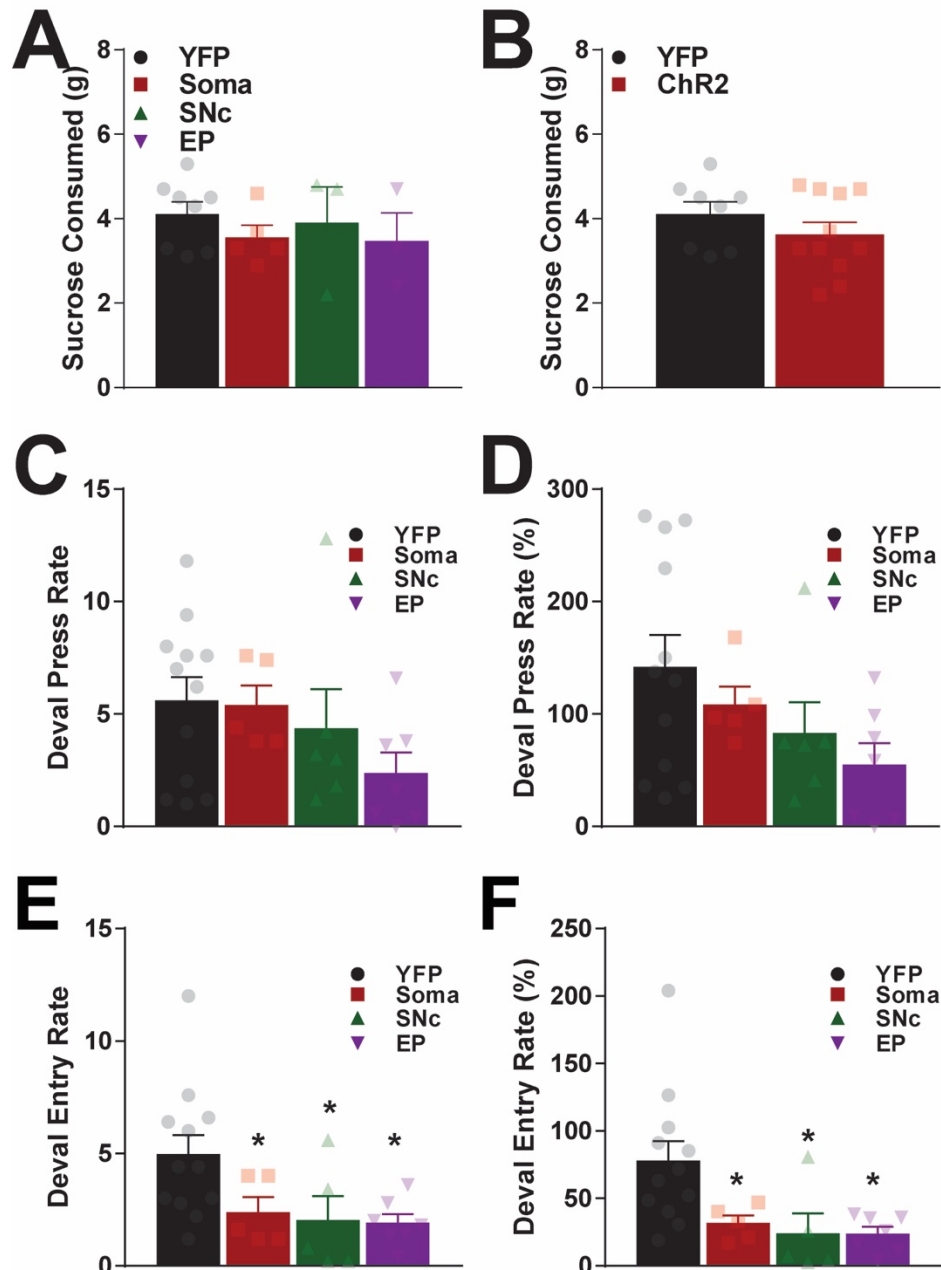 A
Sucrose Consumed (g)
8
6
4
2
0
YFP
Soma
SNc
EP
B
Sucrose Consumed (g)
8
6
4
2
0
YFP
ChR2
C
Deval Press Rate
15
10
5
0
YFP
Soma
SNc
EP
D
Deval Press Rate (%)
300
200
100
0
YFP
Soma
SNc
EP
E
Deval Entry Rate
15
10
5
0
YFP
Soma
SNc
EP
*
*
*
F
Deval Entry Rate (%)
250
200
150
100
50
0
YFP
Soma
SNc
EP
*
*
*